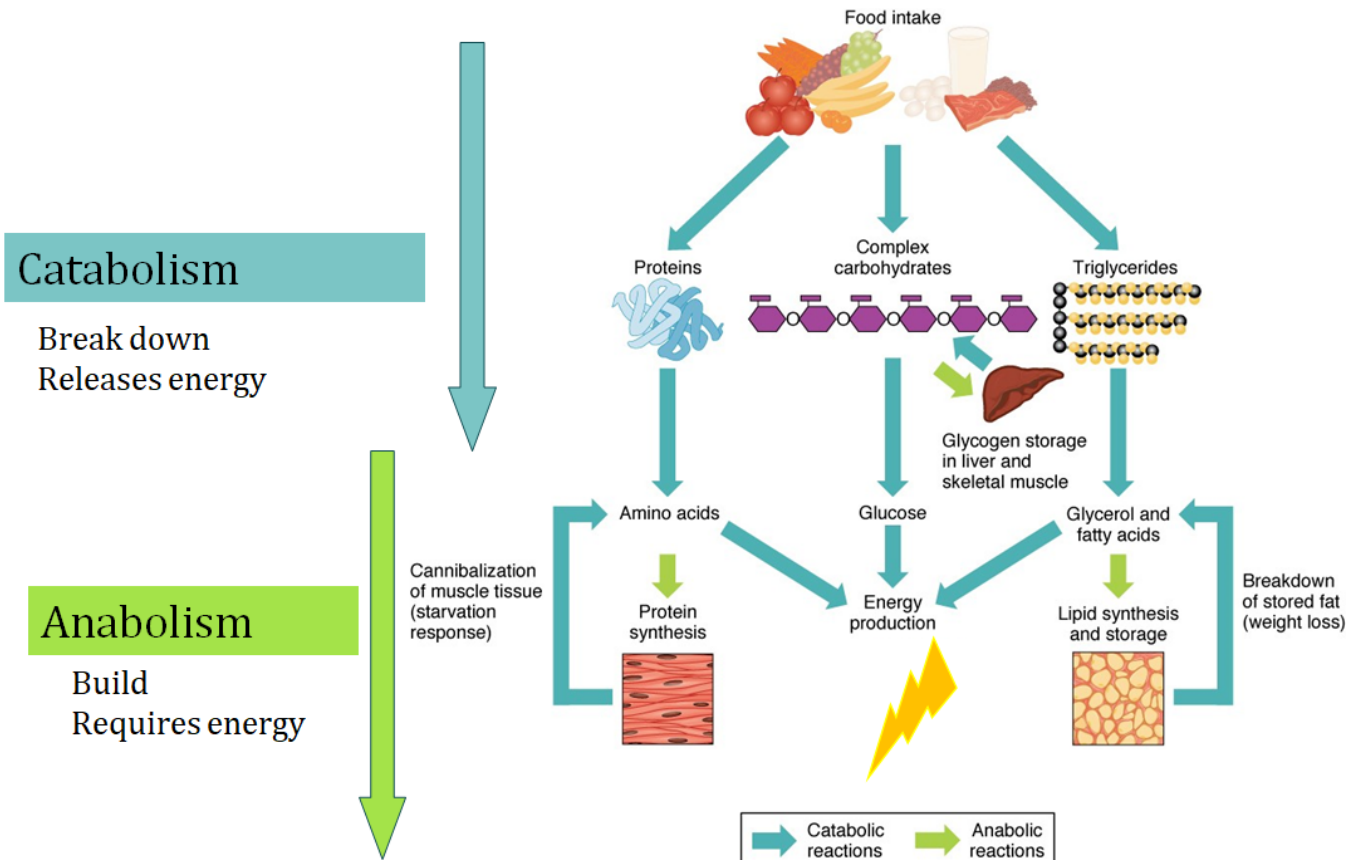 Food intake
Catabolism
Break down
Releases energy
Proteins
Complex
carbohydrates
Triglycerides
Glycogen storage
in liver and
skeletal muscle
Amino acids
Glucose
Glycerol and
fatty acids
Cannibalization
of muscle tissue
(starvation
response)
Anabolism
Build
Requires energy
Protein
synthesis
Energy
production
Lipid synthesis
and storage
Breakdown
of stored fat
(weight loss)
Catabolic
reactions
Anabolic
reactions